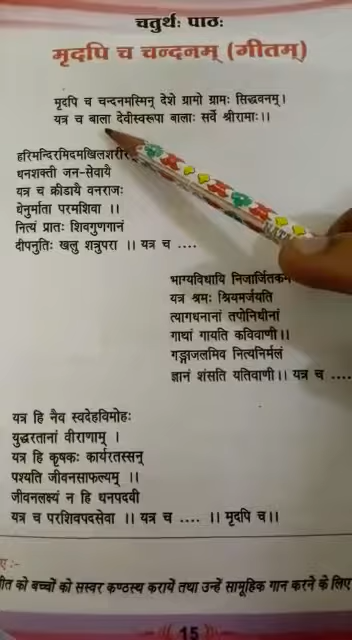 चतुर्थः पाठः
मृदपि च चन्दनम् (गीतम्)
मृदपि च चन्दनमस्मिन् देशे ग्रामो ग्रामः सिद्धवनम्।
यत्र च बाला देवीस्वरूपा बालाः सर्वे श्रीरामाः।।
हरिमन्दिरमिदमखिलशरीर
धनशक्ती जन-सेवायै
यत्र च क्रीडायै वनराजः
धेनुर्माता परमशिवा ।।
नित्यं प्रातः शिवगुणगानं
दीपनुतिः खलु शत्रुपरा ।। यत्र च ....
भाग्यविधायि निजार्जितकर्म
यत्र श्रमः श्रियमर्जयति
त्यागधनानां तपोनिधीनां
गाथां गायति कविवाणी।।
गङ्गाजलमिव नित्यनिर्मलं
ज्ञानं शंसति यतिवाणी।। यत्र च ....
यत्र हि नैव स्वदेहविमोहः
युद्धरतानां वीराणाम् ।
यत्र हि कृषकः कार्यरतस्सन्
पश्यति जीवनसाफल्यम् ।।
जीवनलक्ष्यं न हि धनपदवी
यत्र च परशिवपदसेवा ।। यत्र च .... ।। मृदपि च।।
गीत को बच्चों को सस्वर कण्ठस्थ करायें तथा उन्हें सामूहिक गान करने के लिए
15